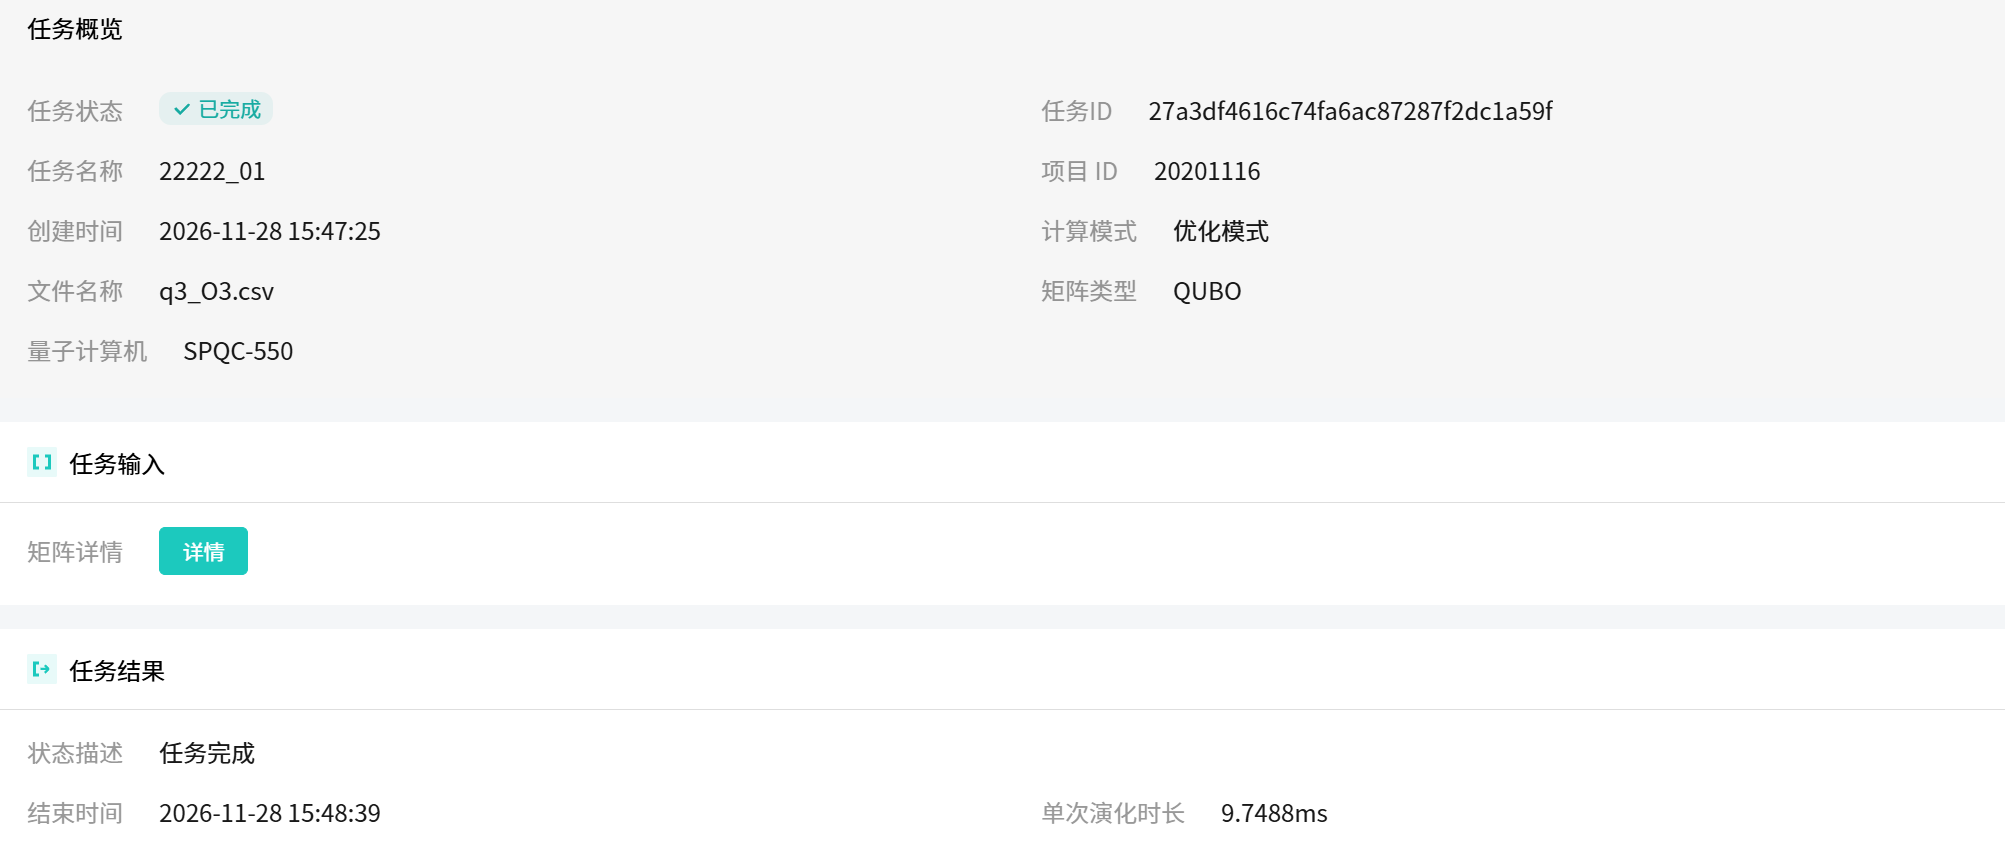 任务概览
任务状态 已完成 任务ID 27a3df4616c74fa6ac87287f2dc1a59f
任务名称 22222_01 项目 ID 20201116
创建时间 2026-11-28 15:47:25 计算模式 优化模式
文件名称 q3_O3.csv 矩阵类型 QUBO
量子计算机 SPQC-550
任务输入
矩阵详情 详情
任务结果
状态描述 任务完成
结束时间 2026-11-28 15:48:39 单次演化时长 9.7488ms